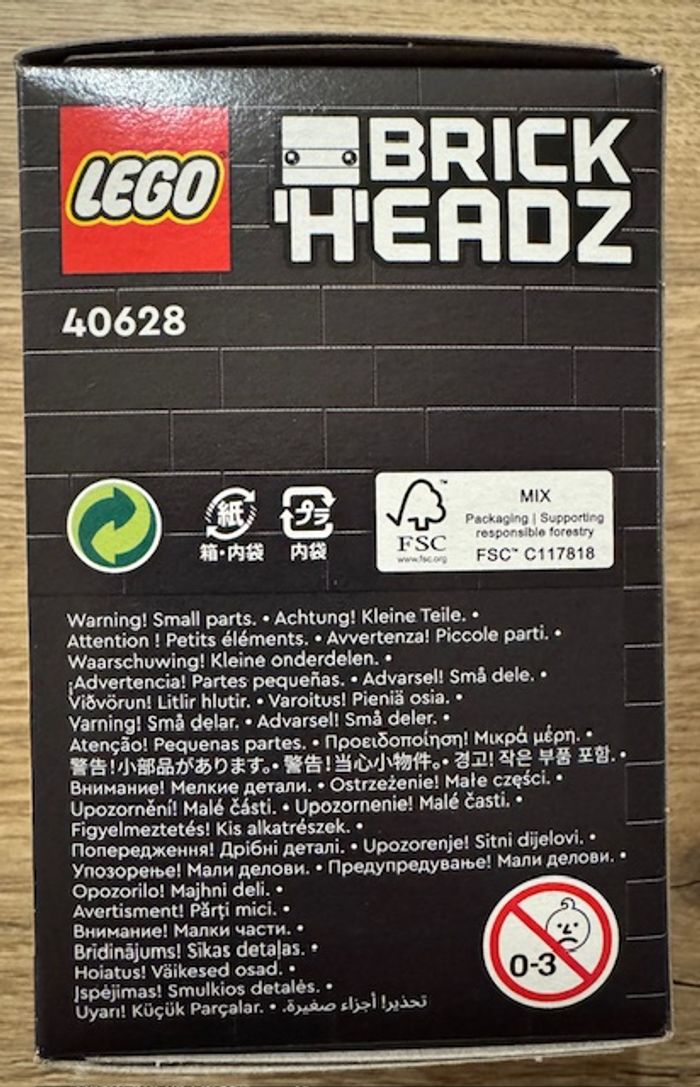 LEGO
BRICK
HEADZ
40628
紙
箱・内袋
プラ
内袋
FSC
www.fsc.org
MIX
Packaging | Supporting
responsible forestry
FSC™ C117818
Warning! Small parts. • Achtung! Kleine Teile. •
Attention ! Petits éléments. • Avvertenza! Piccole parti. •
Waarschuwing! Kleine onderdelen. •
¡Advertencia! Partes pequeñas. • Advarsel! Små dele. •
Viðvörun! Litlir hlutir. • Varoitus! Pieniä osia. •
Varning! Små delar. • Advarsel! Små deler. •
Atenção! Pequenas partes. • Προειδοποίηση! Μικρά μέρη. •
警告!小部品があります。• 警告!当心小物件。• 경고! 작은 부품 포함. •
Внимание! Мелкие детали. • Ostrzeżenie! Małe części. •
Upozornění! Malé části. • Upozornenie! Malé časti. •
Figyelmeztetés! Kis alkatrészek. •
Попередження! Дрібні деталі. • Upozorenje! Sitni dijelovi. •
Упозорење! Мали делови. • Предупредување! Мали делови. •
Opozorilo! Majhni deli. •
Avertisment! Părți mici. •
Внимание! Малки части. •
Brīdinājums! Sīkas detaļas. •
Hoiatus! Väikesed osad. •
Įspėjimas! Smulkios detalės. •
Uyarı! Küçük Parçalar. • تحذير! أجزاء صغيرة.
0-3